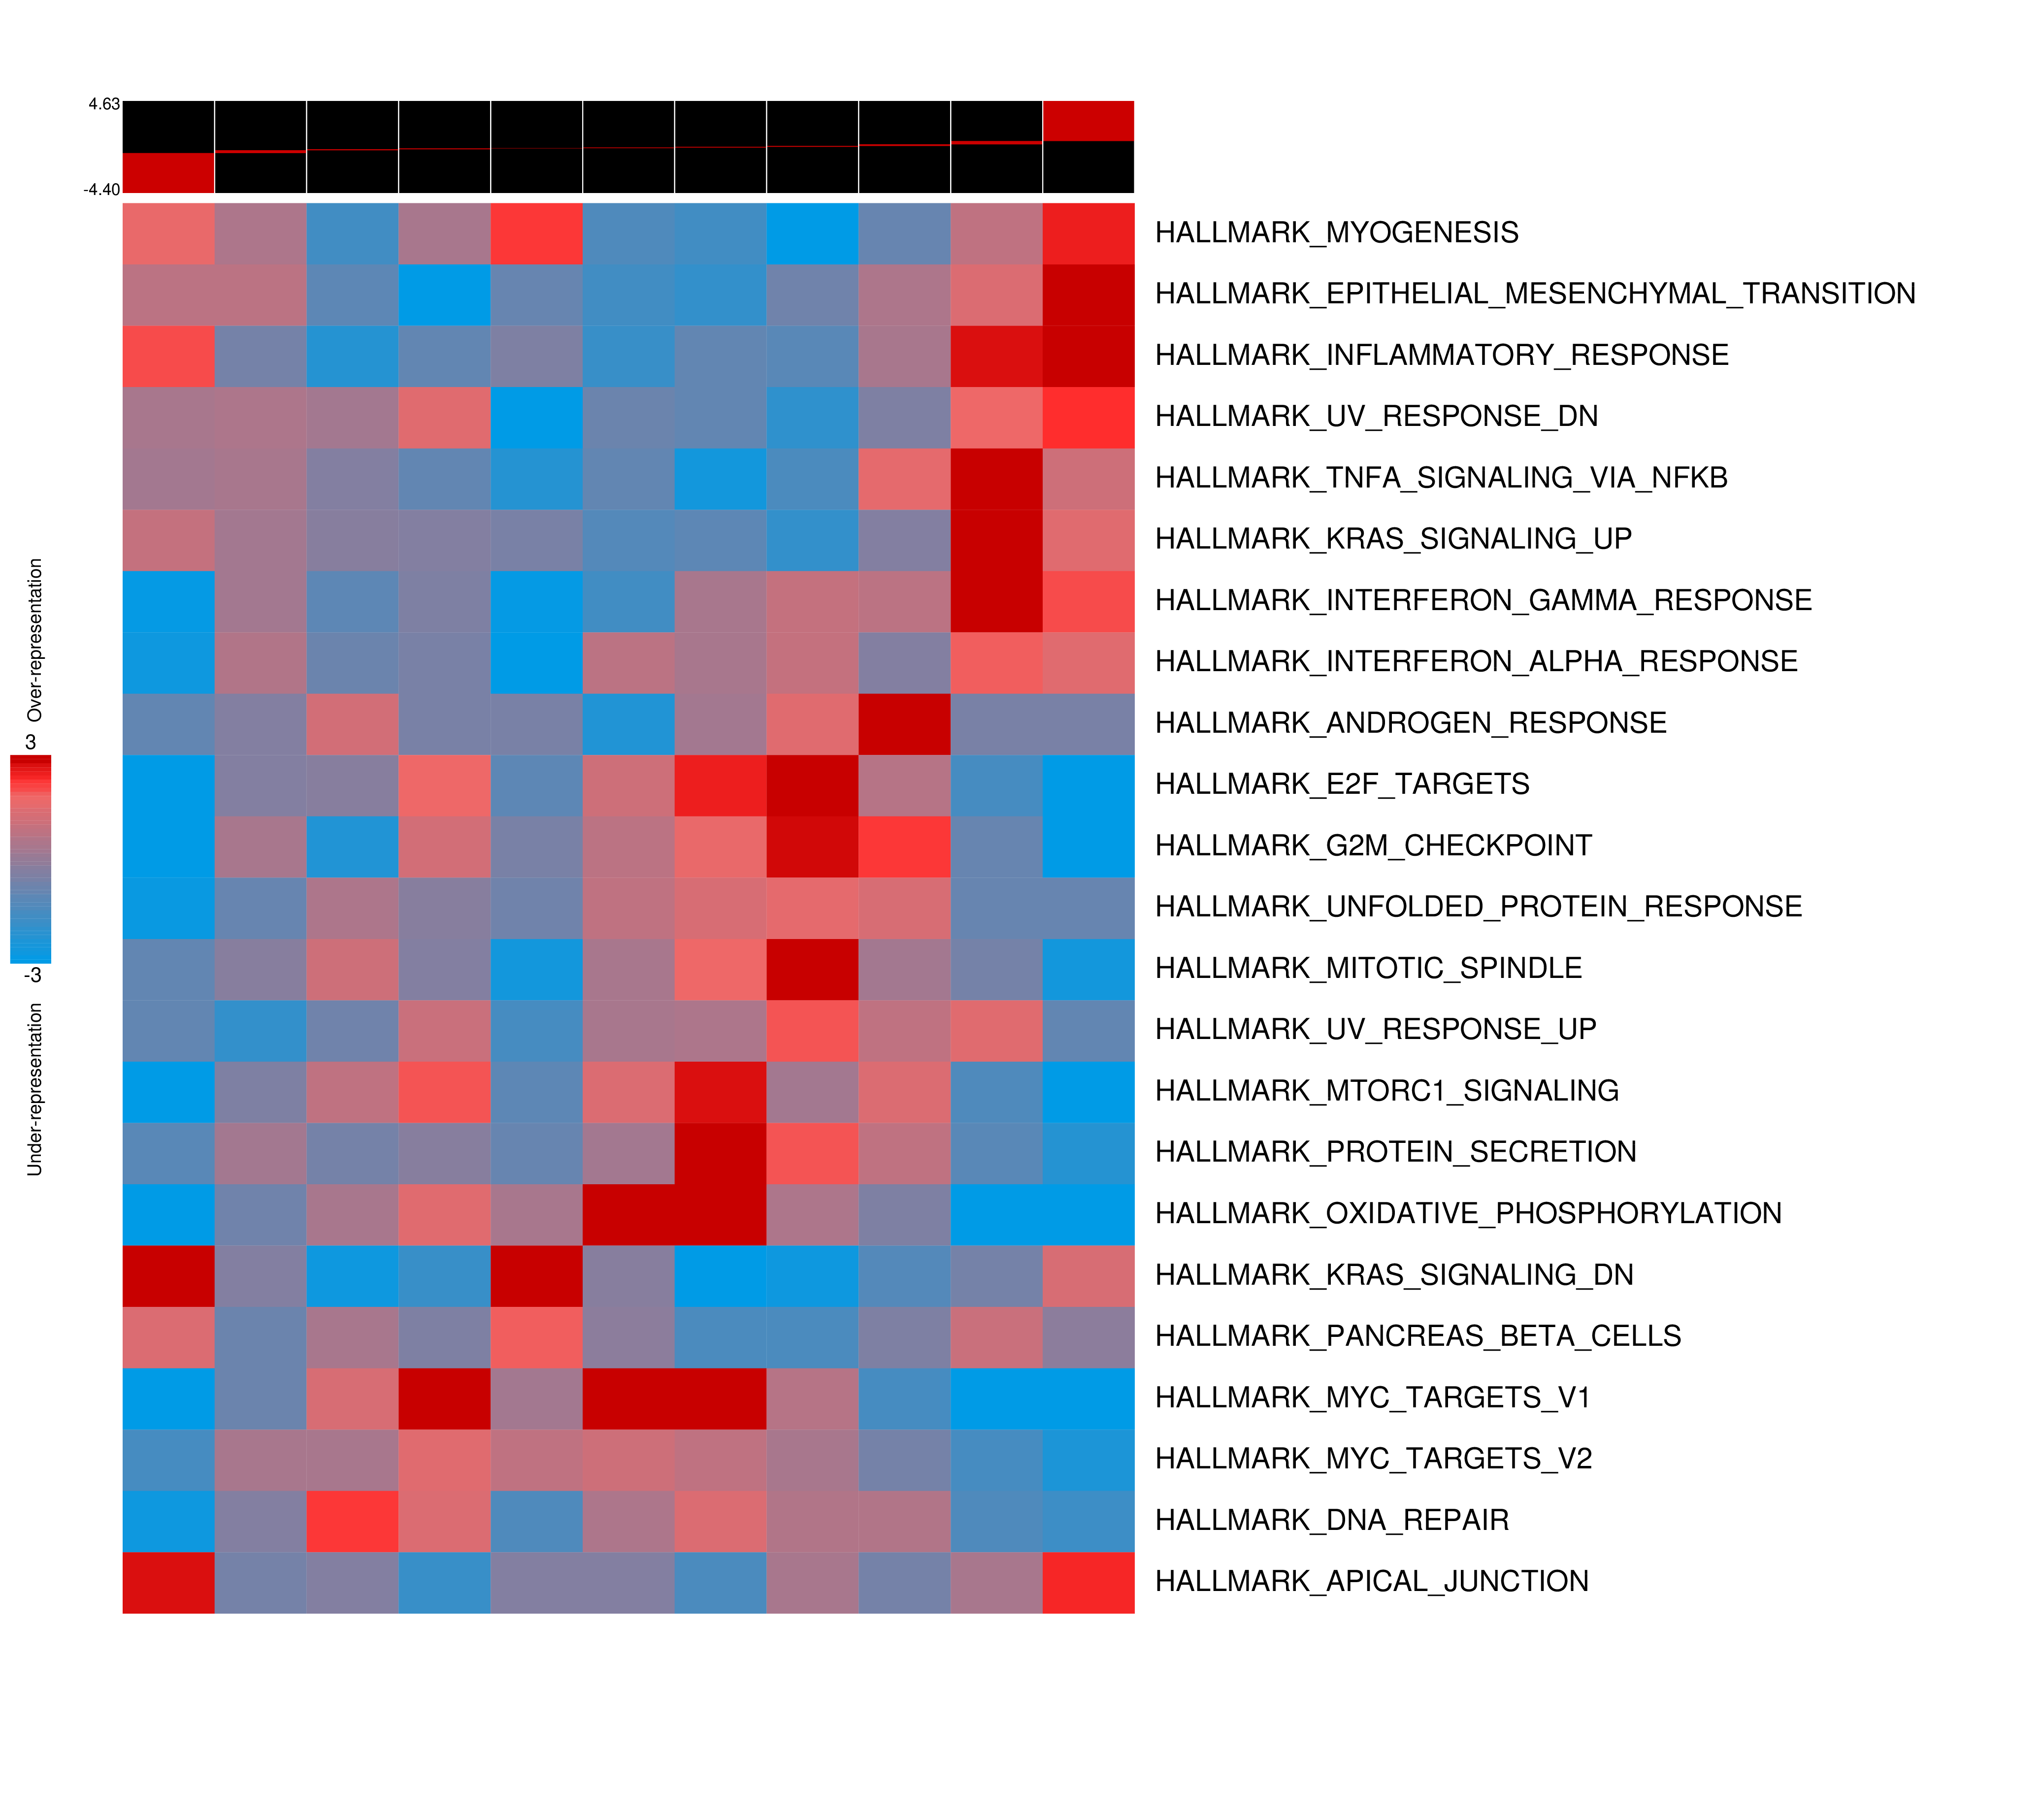 4.63
-4.40
HALLMARK_MYOGENESIS
HALLMARK_EPITHELIAL_MESENCHYMAL_TRANSITION
HALLMARK_INFLAMMATORY_RESPONSE
HALLMARK_UV_RESPONSE_DN
HALLMARK_TNFA_SIGNALING_VIA_NFKB
HALLMARK_KRAS_SIGNALING_UP
HALLMARK_INTERFERON_GAMMA_RESPONSE
HALLMARK_INTERFERON_ALPHA_RESPONSE
HALLMARK_ANDROGEN_RESPONSE
HALLMARK_E2F_TARGETS
HALLMARK_G2M_CHECKPOINT
HALLMARK_UNFOLDED_PROTEIN_RESPONSE
HALLMARK_MITOTIC_SPINDLE
HALLMARK_UV_RESPONSE_UP
HALLMARK_MTORC1_SIGNALING
HALLMARK_PROTEIN_SECRETION
HALLMARK_OXIDATIVE_PHOSPHORYLATION
HALLMARK_KRAS_SIGNALING_DN
HALLMARK_PANCREAS_BETA_CELLS
HALLMARK_MYC_TARGETS_V1
HALLMARK_MYC_TARGETS_V2
HALLMARK_DNA_REPAIR
HALLMARK_APICAL_JUNCTION
Over-representation
3
-3
Under-representation